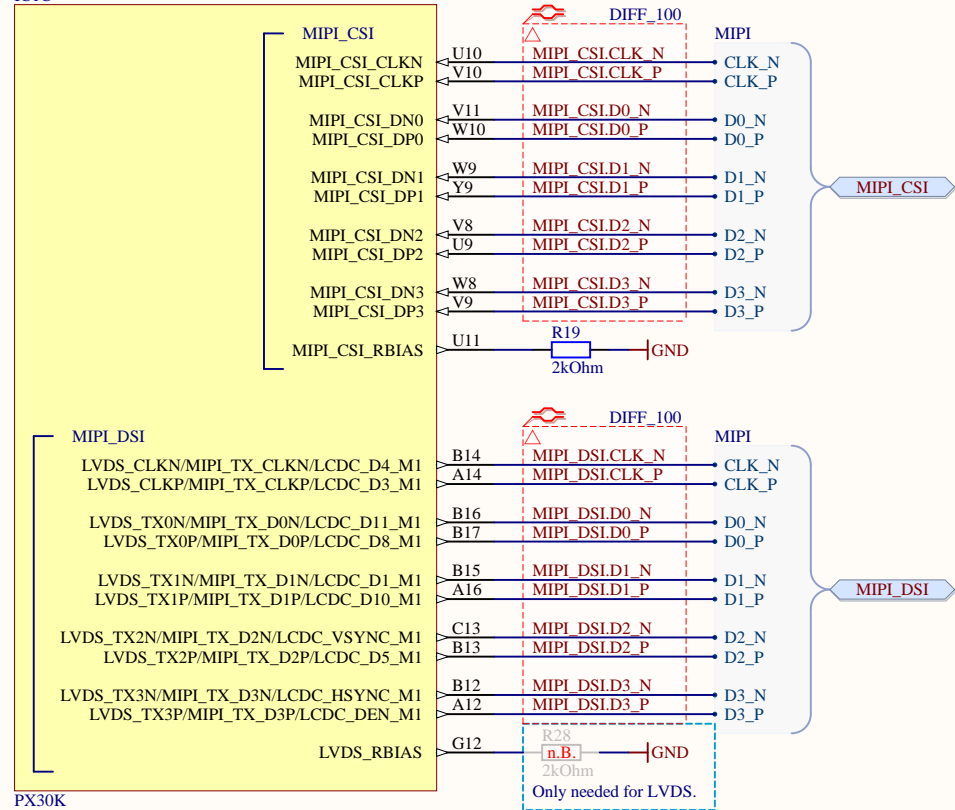 DIFF_100
MIPI_CSI
MIPI
MIPI_CSI_CLKN U10 MIPI_CSI.CLK_N CLK_N
MIPI_CSI_CLKP V10 MIPI_CSI.CLK_P CLK_P
MIPI_CSI_DN0 V11 MIPI_CSI.D0_N D0_N
MIPI_CSI_DP0 W10 MIPI_CSI.D0_P D0_P
MIPI_CSI_DN1 W9 MIPI_CSI.D1_N D1_N
MIPI_CSI_DP1 Y9 MIPI_CSI.D1_P D1_P
MIPI_CSI
MIPI_CSI_DN2 V8 MIPI_CSI.D2_N D2_N
MIPI_CSI_DP2 U9 MIPI_CSI.D2_P D2_P
MIPI_CSI_DN3 W8 MIPI_CSI.D3_N D3_N
MIPI_CSI_DP3 V9 MIPI_CSI.D3_P D3_P
R19
MIPI_CSI_RBIAS U11 GND
2kOhm
DIFF_100
MIPI_DSI
MIPI
LVDS_CLKN/MIPI_TX_CLKN/LCDC_D4_M1 B14 MIPI_DSI.CLK_N CLK_N
LVDS_CLKP/MIPI_TX_CLKP/LCDC_D3_M1 A14 MIPI_DSI.CLK_P CLK_P
LVDS_TX0N/MIPI_TX_D0N/LCDC_D11_M1 B16 MIPI_DSI.D0_N D0_N
LVDS_TX0P/MIPI_TX_D0P/LCDC_D8_M1 B17 MIPI_DSI.D0_P D0_P
LVDS_TX1N/MIPI_TX_D1N/LCDC_D1_M1 B15 MIPI_DSI.D1_N D1_N
LVDS_TX1P/MIPI_TX_D1P/LCDC_D10_M1 A16 MIPI_DSI.D1_P D1_P
MIPI_DSI
LVDS_TX2N/MIPI_TX_D2N/LCDC_VSYNC_M1 C13 MIPI_DSI.D2_N D2_N
LVDS_TX2P/MIPI_TX_D2P/LCDC_D5_M1 B13 MIPI_DSI.D2_P D2_P
LVDS_TX3N/MIPI_TX_D3N/LCDC_HSYNC_M1 B12 MIPI_DSI.D3_N D3_N
LVDS_TX3P/MIPI_TX_D3P/LCDC_DEN_M1 A12 MIPI_DSI.D3_P D3_P
R28
LVDS_RBIAS G12 n.B. GND
2kOhm
Only needed for LVDS.
PX30K